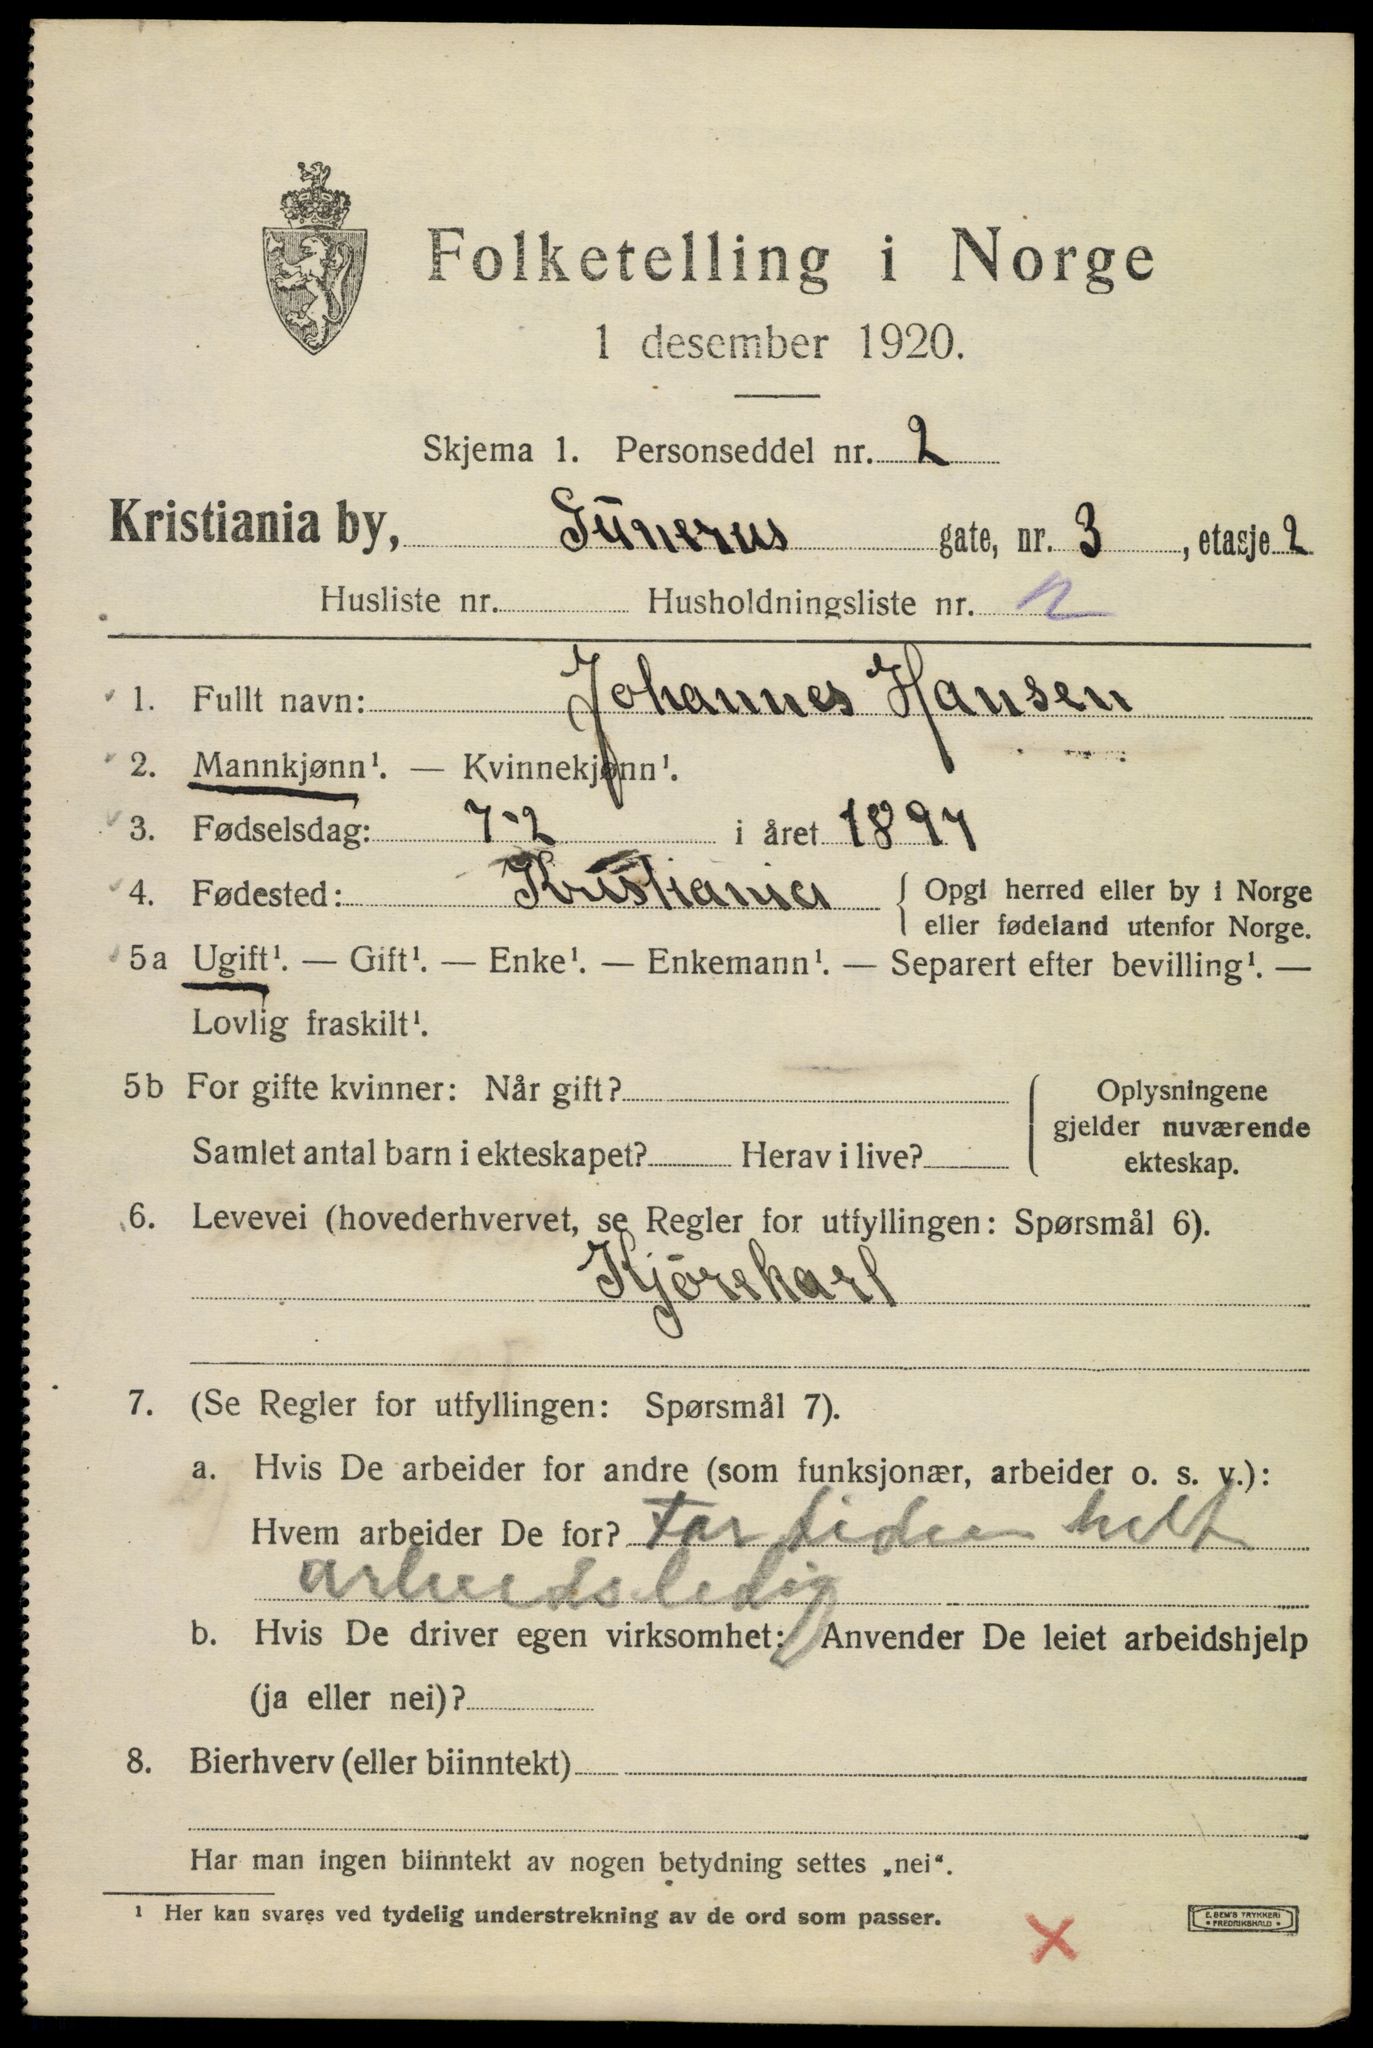 Folketelling i Norge
1 desember 1920.
Skjema 1. Personseddel nr. 2
Kristiania by, Sünerus gate, nr. 3, etasje 2
Husliste nr. Husholdningsliste nr. 2
1. Fullt navn: Johannes Hansen
2. Mannkjønn¹. — Kvinnekjønn¹.
3. Fødselsdag: 7-2 i året 1897
4. Fødested: Kristiania { Opgi herred eller by i Norge
eller fødeland utenfor Norge.
5a Ugift¹. — Gift¹. — Enke¹. — Enkemann¹. — Separert efter bevilling¹. —
Lovlig fraskilt¹.
5b For gifte kvinner: Når gift? { Oplysningene
gjelder nuværende
Samlet antal barn i ekteskapet? Herav i live? ekteskap.
6. Levevei (hovederhvervet, se Regler for utfyllingen: Spørsmål 6).
Kjörekarl
7. (Se Regler for utfyllingen: Spørsmål 7).
a. Hvis De arbeider for andre (som funksjonær, arbeider o. s. v.):
Hvem arbeider De for? For tiden helt
arbeidsledig
b. Hvis De driver egen virksomhet: Anvender De leiet arbeidshjelp
(ja eller nei)?
8. Bierhverv (eller biinntekt)
Har man ingen biinntekt av nogen betydning settes „nei“.
¹ Her kan svares ved tydelig understrekning av de ord som passer.
E. SEM'S TRYKKERI
• FREDRIKSHALD •